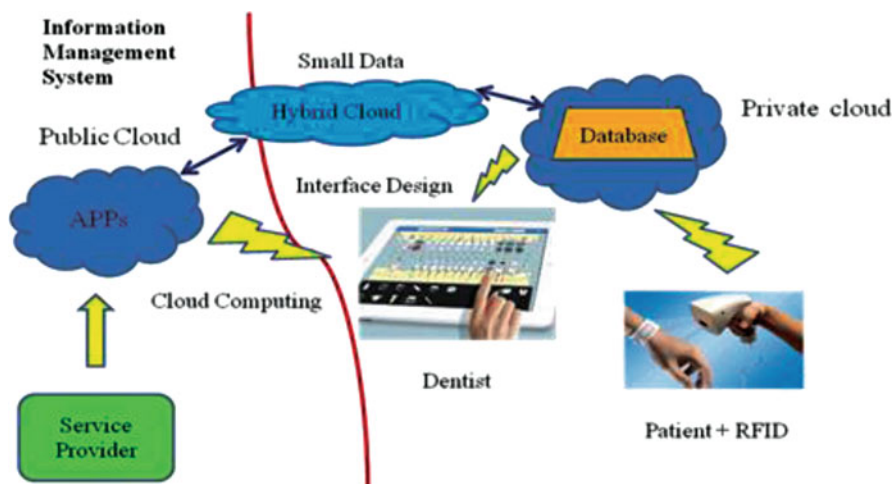 Information
Management
System
Small Data
Hybrid Cloud
Private cloud
Database
Public Cloud
APPs
Interface Design
Cloud Computing
Dentist
Service
Provider
Patient + RFID